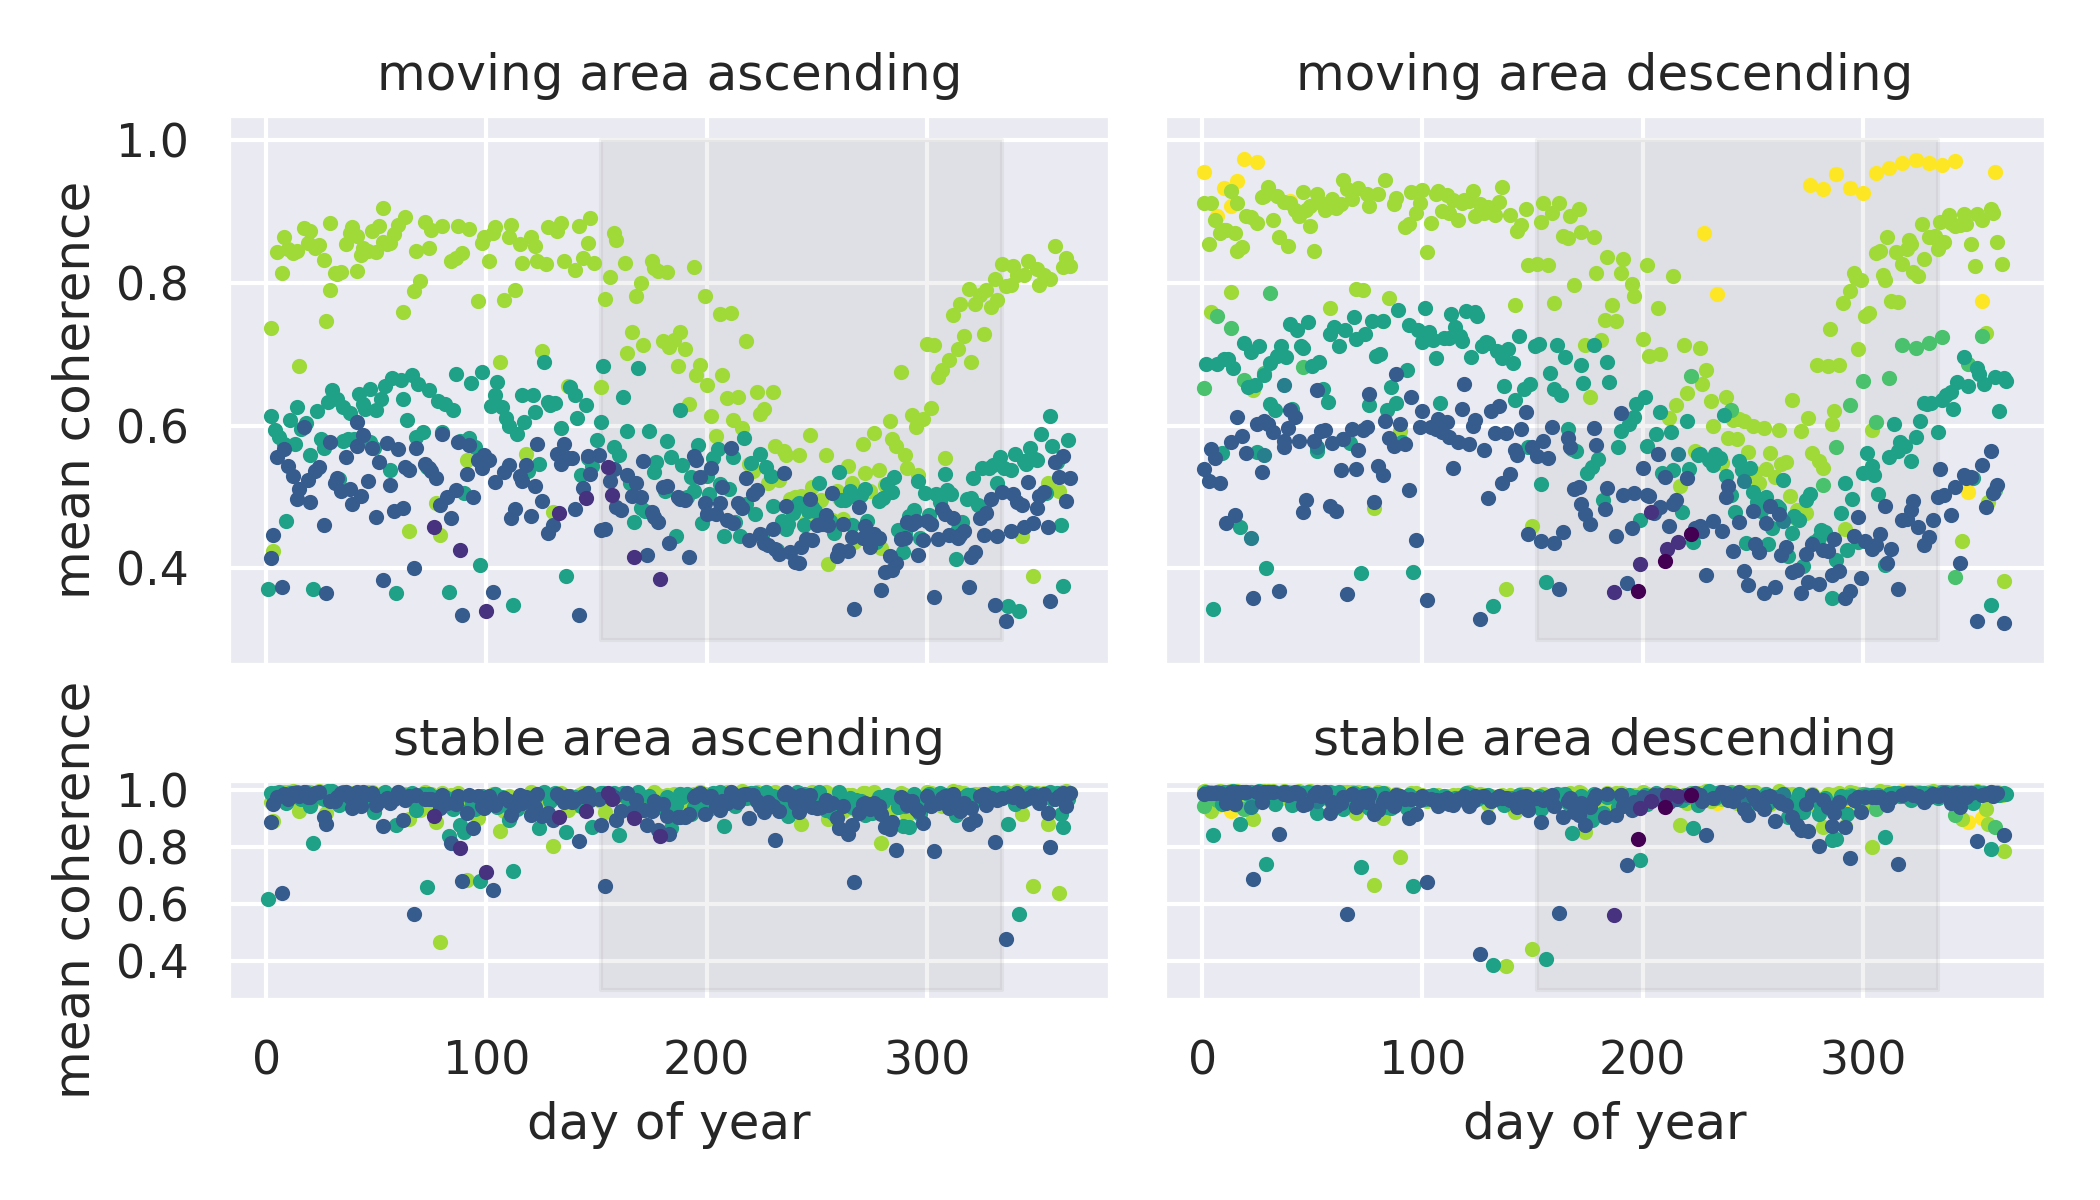 moving area ascending
moving area descending
mean coherence
1.0
0.8
0.6
0.4
stable area ascending
stable area descending
mean coherence
1.0
0.8
0.6
0.4
0 100 200 300
0 100 200 300
day of year
day of year